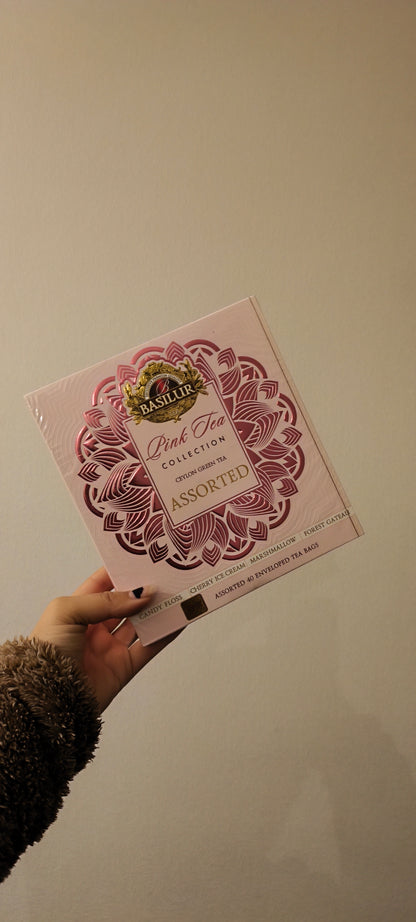 BASILUR
Pink Tea
COLLECTION
CEYLON GREEN TEA
ASSORTED
CANDY FLOSS CHERRY ICE CREAM MARSHMALLOW FOREST GATEAU
ASSORTED 40 ENVELOPED TEA BAGS